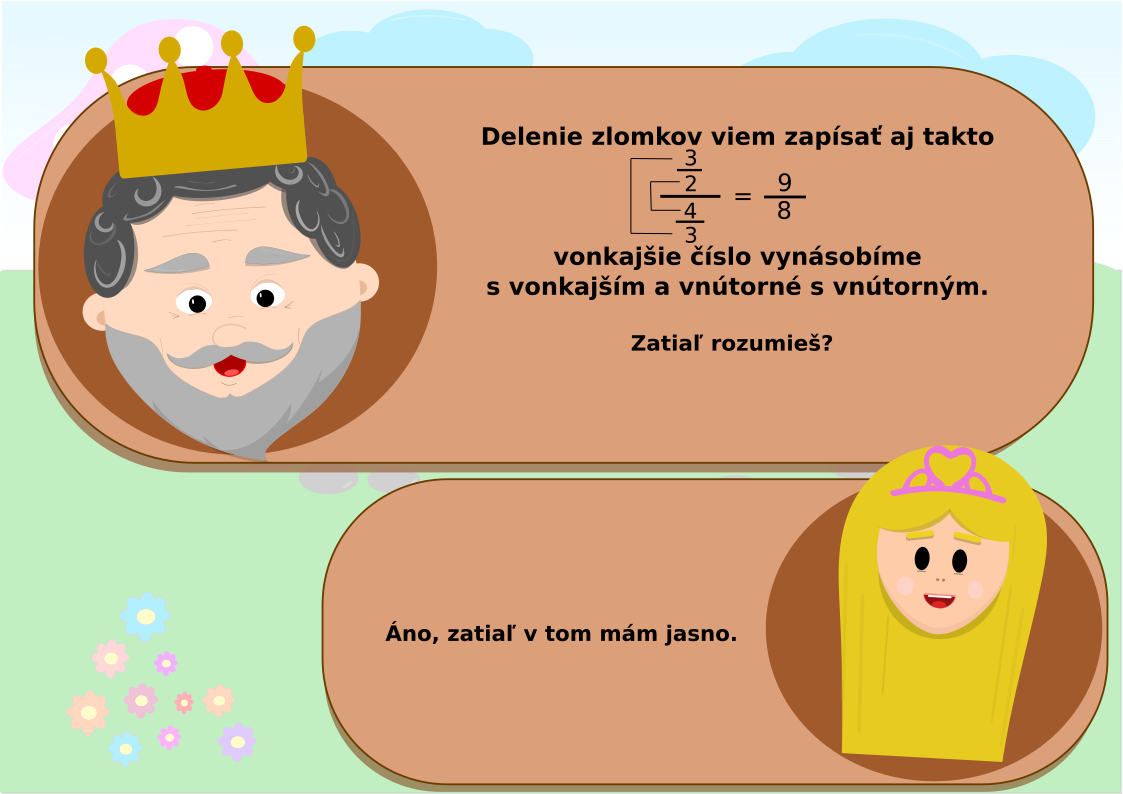 Delenie zlomkov viem zapísať aj takto
3
2
4
3
= 9
8
vonkajšie číslo vynásobíme
s vonkajším a vnútorné s vnútorným.
Zatiaľ rozumieš?
Áno, zatiaľ v tom mám jasno.